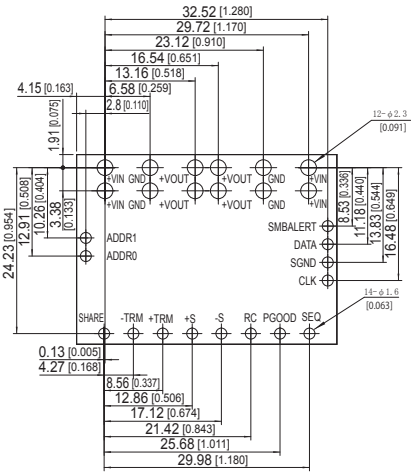 32.52 [1.280]
29.72 [1.170]
23.12 [0.910]
16.54 [0.651]
13.16 [0.518]
4.15 [0.163] 6.58 [0.259]
2.8 [0.110]
12-φ2.3
[0.091]
1.91 [0.075]
+VIN GND +VOUT +VOUT GND +VIN
+VIN GND +VOUT +VOUT GND +VIN
3.38 [0.133]
10.26 [0.404]
12.91 [0.508]
24.23 [0.954]
ADDR1
ADDR0
SMBALERT
DATA
SGND
CLK
8.53 [0.336]
11.18 [0.440]
13.83 [0.544]
16.48 [0.649]
14-φ1.6
[0.063]
SHARE -TRM +TRM +S -S RC PGOOD SEQ
0.13 [0.005]
4.27 [0.168]
8.56 [0.337]
12.86 [0.506]
17.12 [0.674]
21.42 [0.843]
25.68 [1.011]
29.98 [1.180]